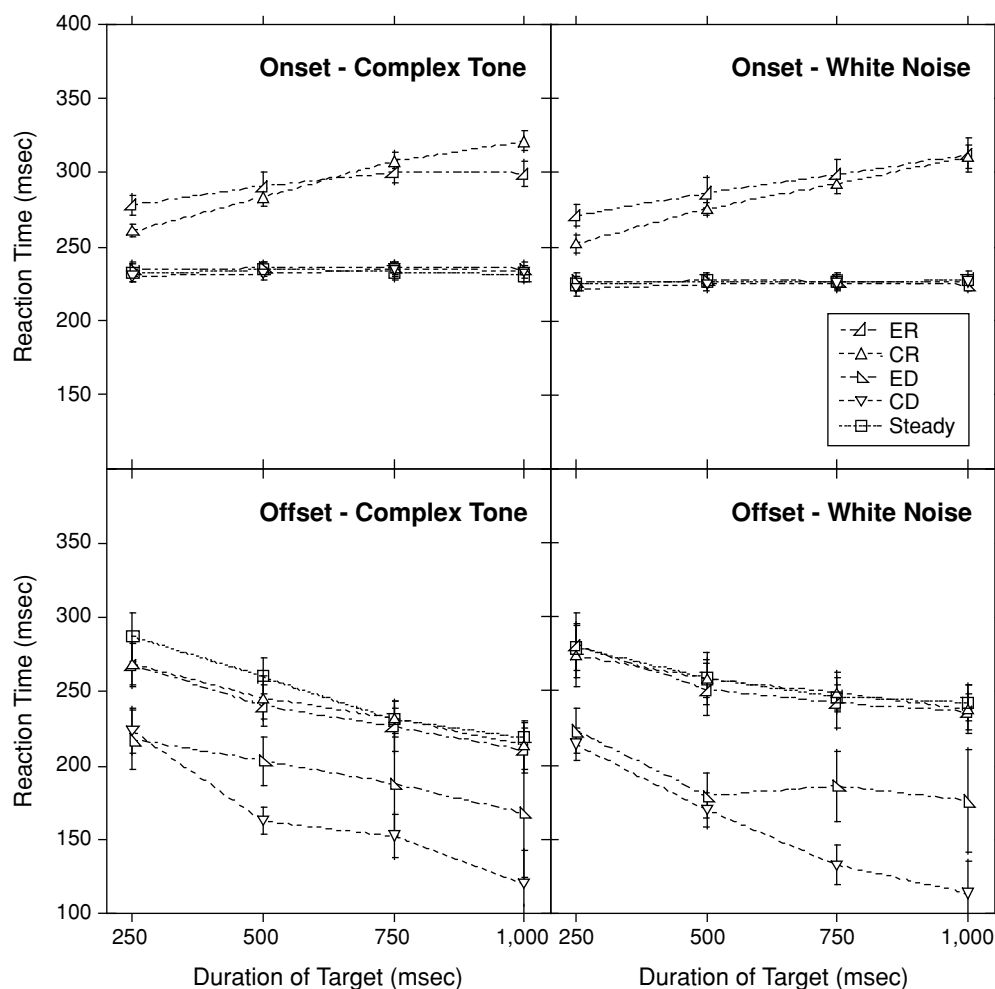 400
350
300
250
200
150
Reaction Time (msec)
Onset - Complex Tone
Onset - White Noise
ER
CR
ED
CD
Steady
350
300
250
200
150
100
Reaction Time (msec)
Offset - Complex Tone
Offset - White Noise
250 500 750 1,000
250 500 750 1,000
Duration of Target (msec)
Duration of Target (msec)